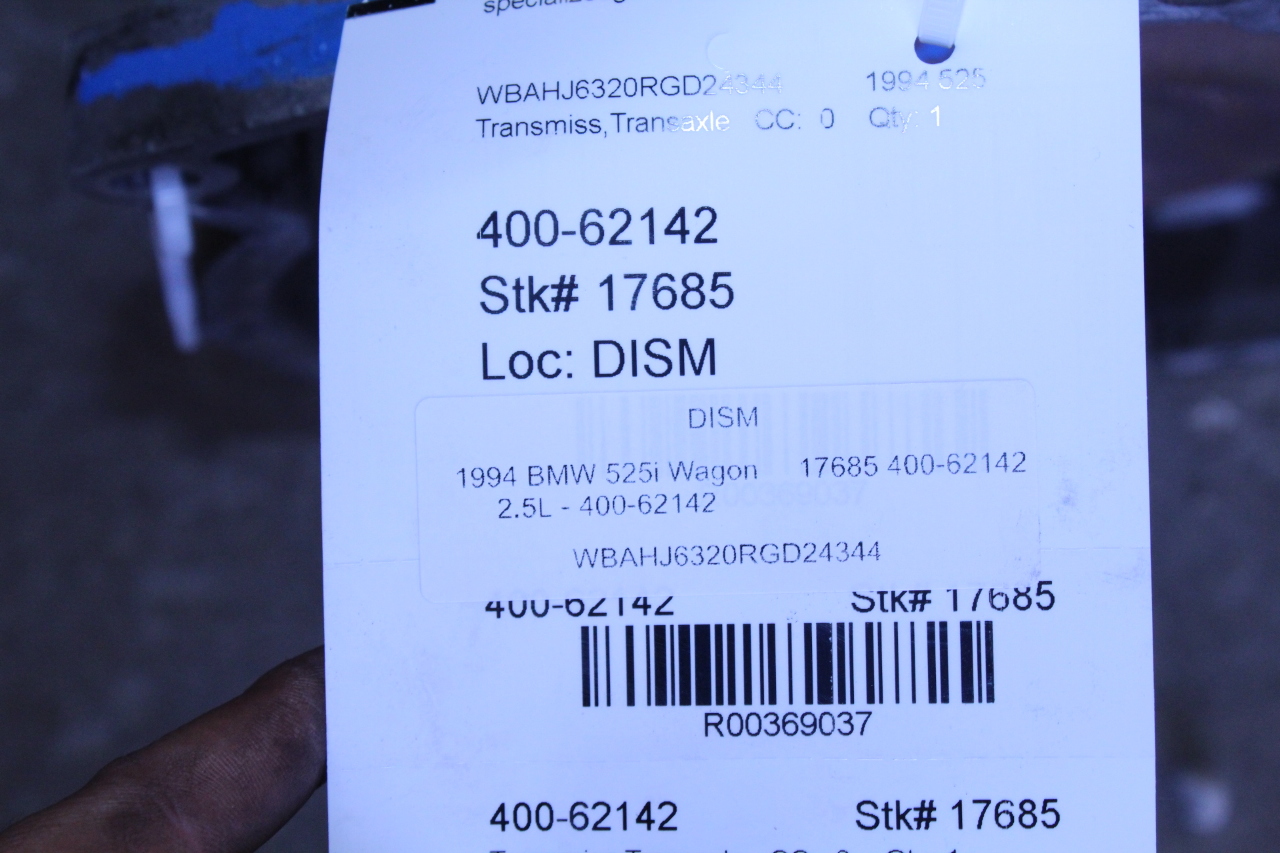 WBAHJ6320RGD24344 1994 525
Transmiss,Transaxle CC: 0 Qty: 1
400-62142
Stk# 17685
Loc: DISM
DISM
1994 BMW 525i Wagon 17685 400-62142
2.5L - 400-62142
WBAHJ6320RGD24344
400-62142 Stk# 17685
R00369037
400-62142 Stk# 17685